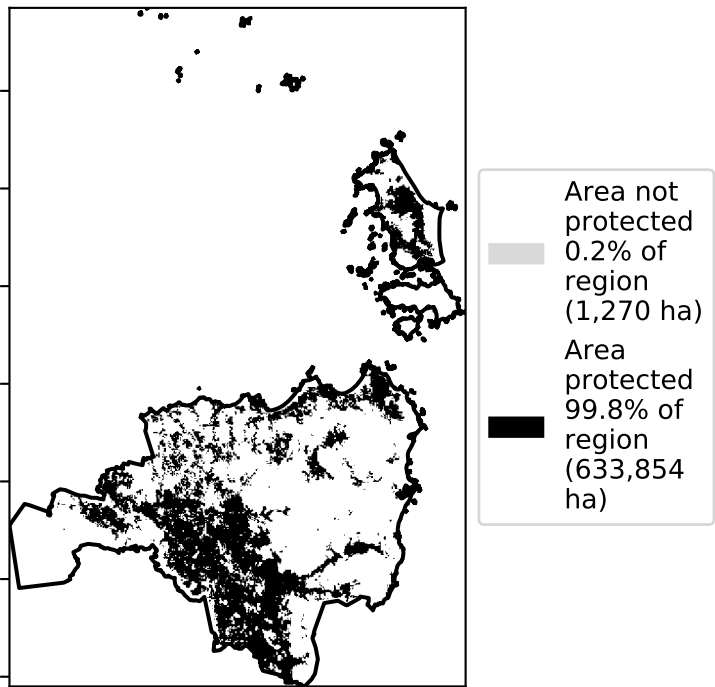 Area not
protected
0.2% of
region
(1,270 ha)
Area
protected
99.8% of
region
(633,854
ha)